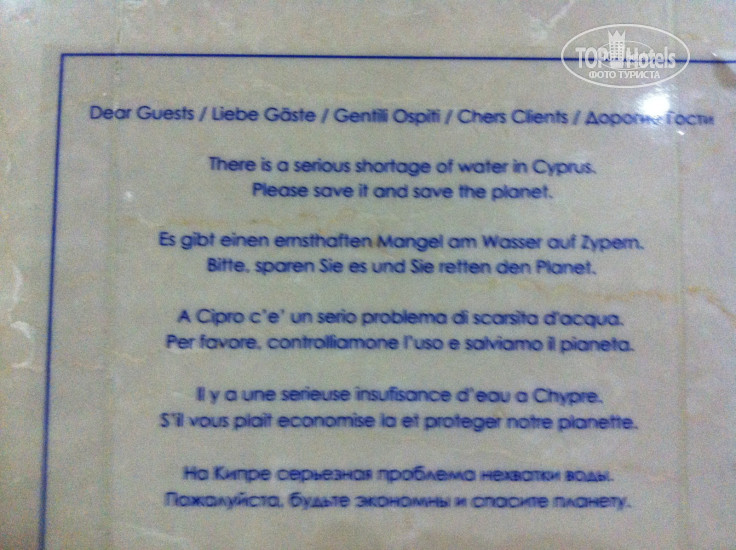 TOP Hotels
ФОТО ТУРИСТА
Dear Guests / Liebe Gäste / Gentili Ospiti / Chers Clients / Дорогие Гости
There is a serious shortage of water in Cyprus.
Please save it and save the planet.
Es gibt einen ernsthaften Mangel am Wasser auf Zypern.
Bitte, sparen Sie es und Sie retten den Planet.
A Cipro c'e' un serio problema di scarsita d'acqua.
Per favore, controlliamone l'uso e salviamo il pianeta.
Il y a une serieuse insufisance d'eau a Chypre.
S'il vous plait economise la et proteger notre planette.
На Кипре серьезная проблема нехватки воды.
Пажалуйста, будьте экономны и спасите планету.